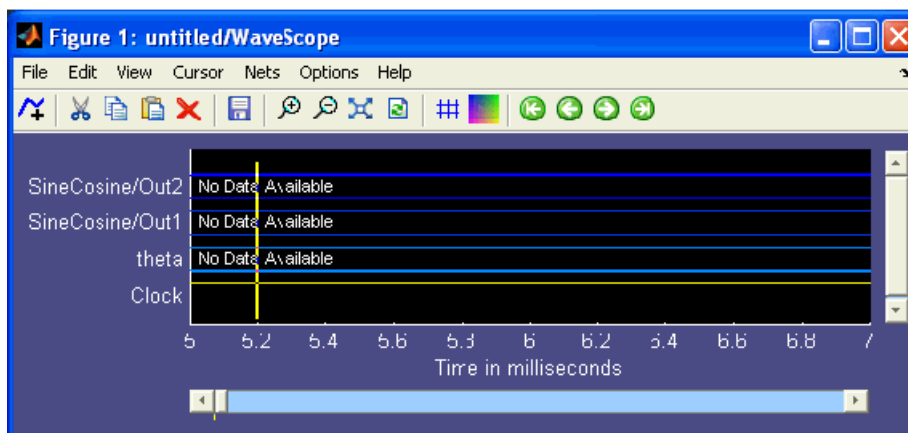 Figure 1: untitled/WaveScope
File Edit View Cursor Nets Options Help
SineCosine/Out2 No Data Available
SineCosine/Out1 No Data Available
theta No Data Available
Clock
5 5.2 5.4 5.6 5.8 6 6.2 6.4 6.6 6.8 7
Time in milliseconds